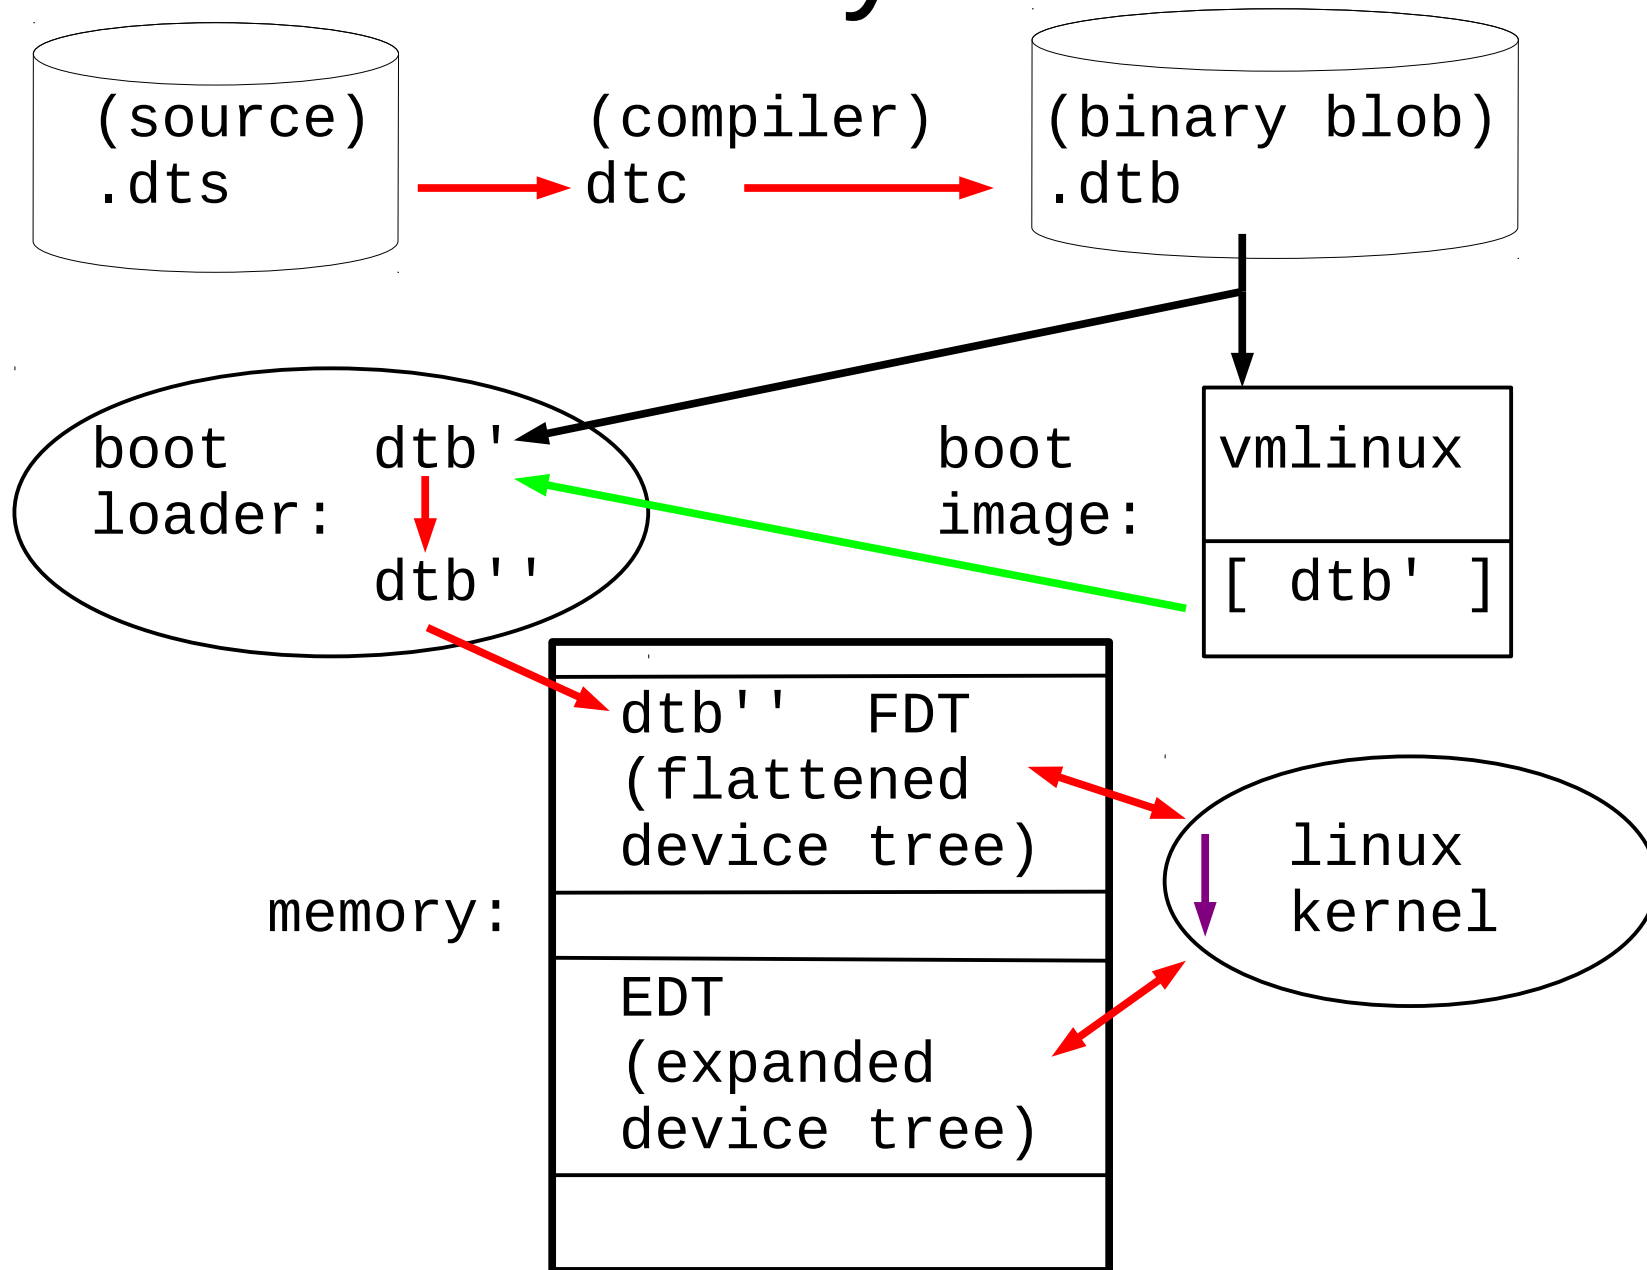 (source)
.dts
(compiler)
dtc
(binary blob)
.dtb
boot dtb'
loader:
dtb''
boot
image:
vmlinux
[ dtb' ]
dtb'' FDT
(flattened
device tree)
memory:
linux
kernel
EDT
(expanded
device tree)